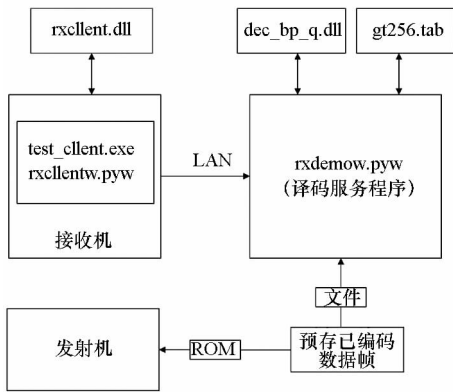 rxcllent.dll
dec_bp_q.dll
gt256.tab
test_cllent.exe
rxcllentw.pyw
接收机
LAN
rxdemow.pyw
(译码服务程序)
文件
发射机
ROM
预存已编码
数据帧